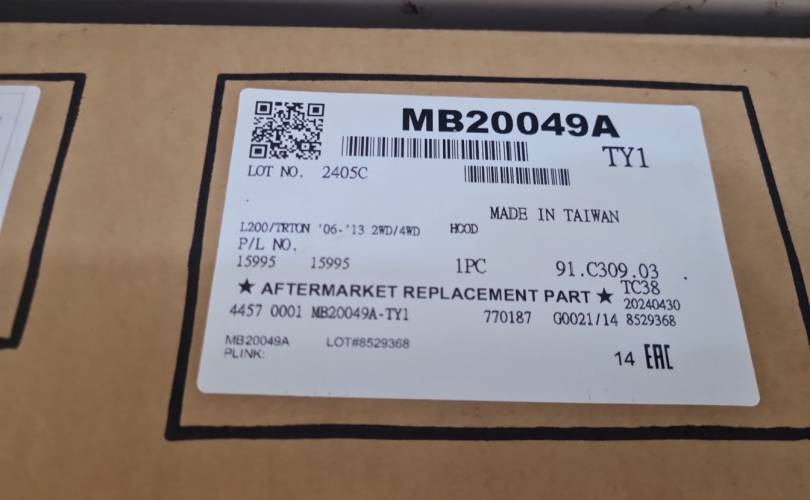 MB20049A
TY1
LOT NO. 2405C
MADE IN TAIWAN
L200/TRTON '06-'13 2WD/4WD HOOD
P/L NO.
15995 15995 1PC 91.C309.03
★ AFTERMARKET REPLACEMENT PART ★ TC38
20240430
4457 0001 MB20049A-TY1 770187 G0021/14 8529368
MB20049A LOT#8529368
PLINK:
14 EAC